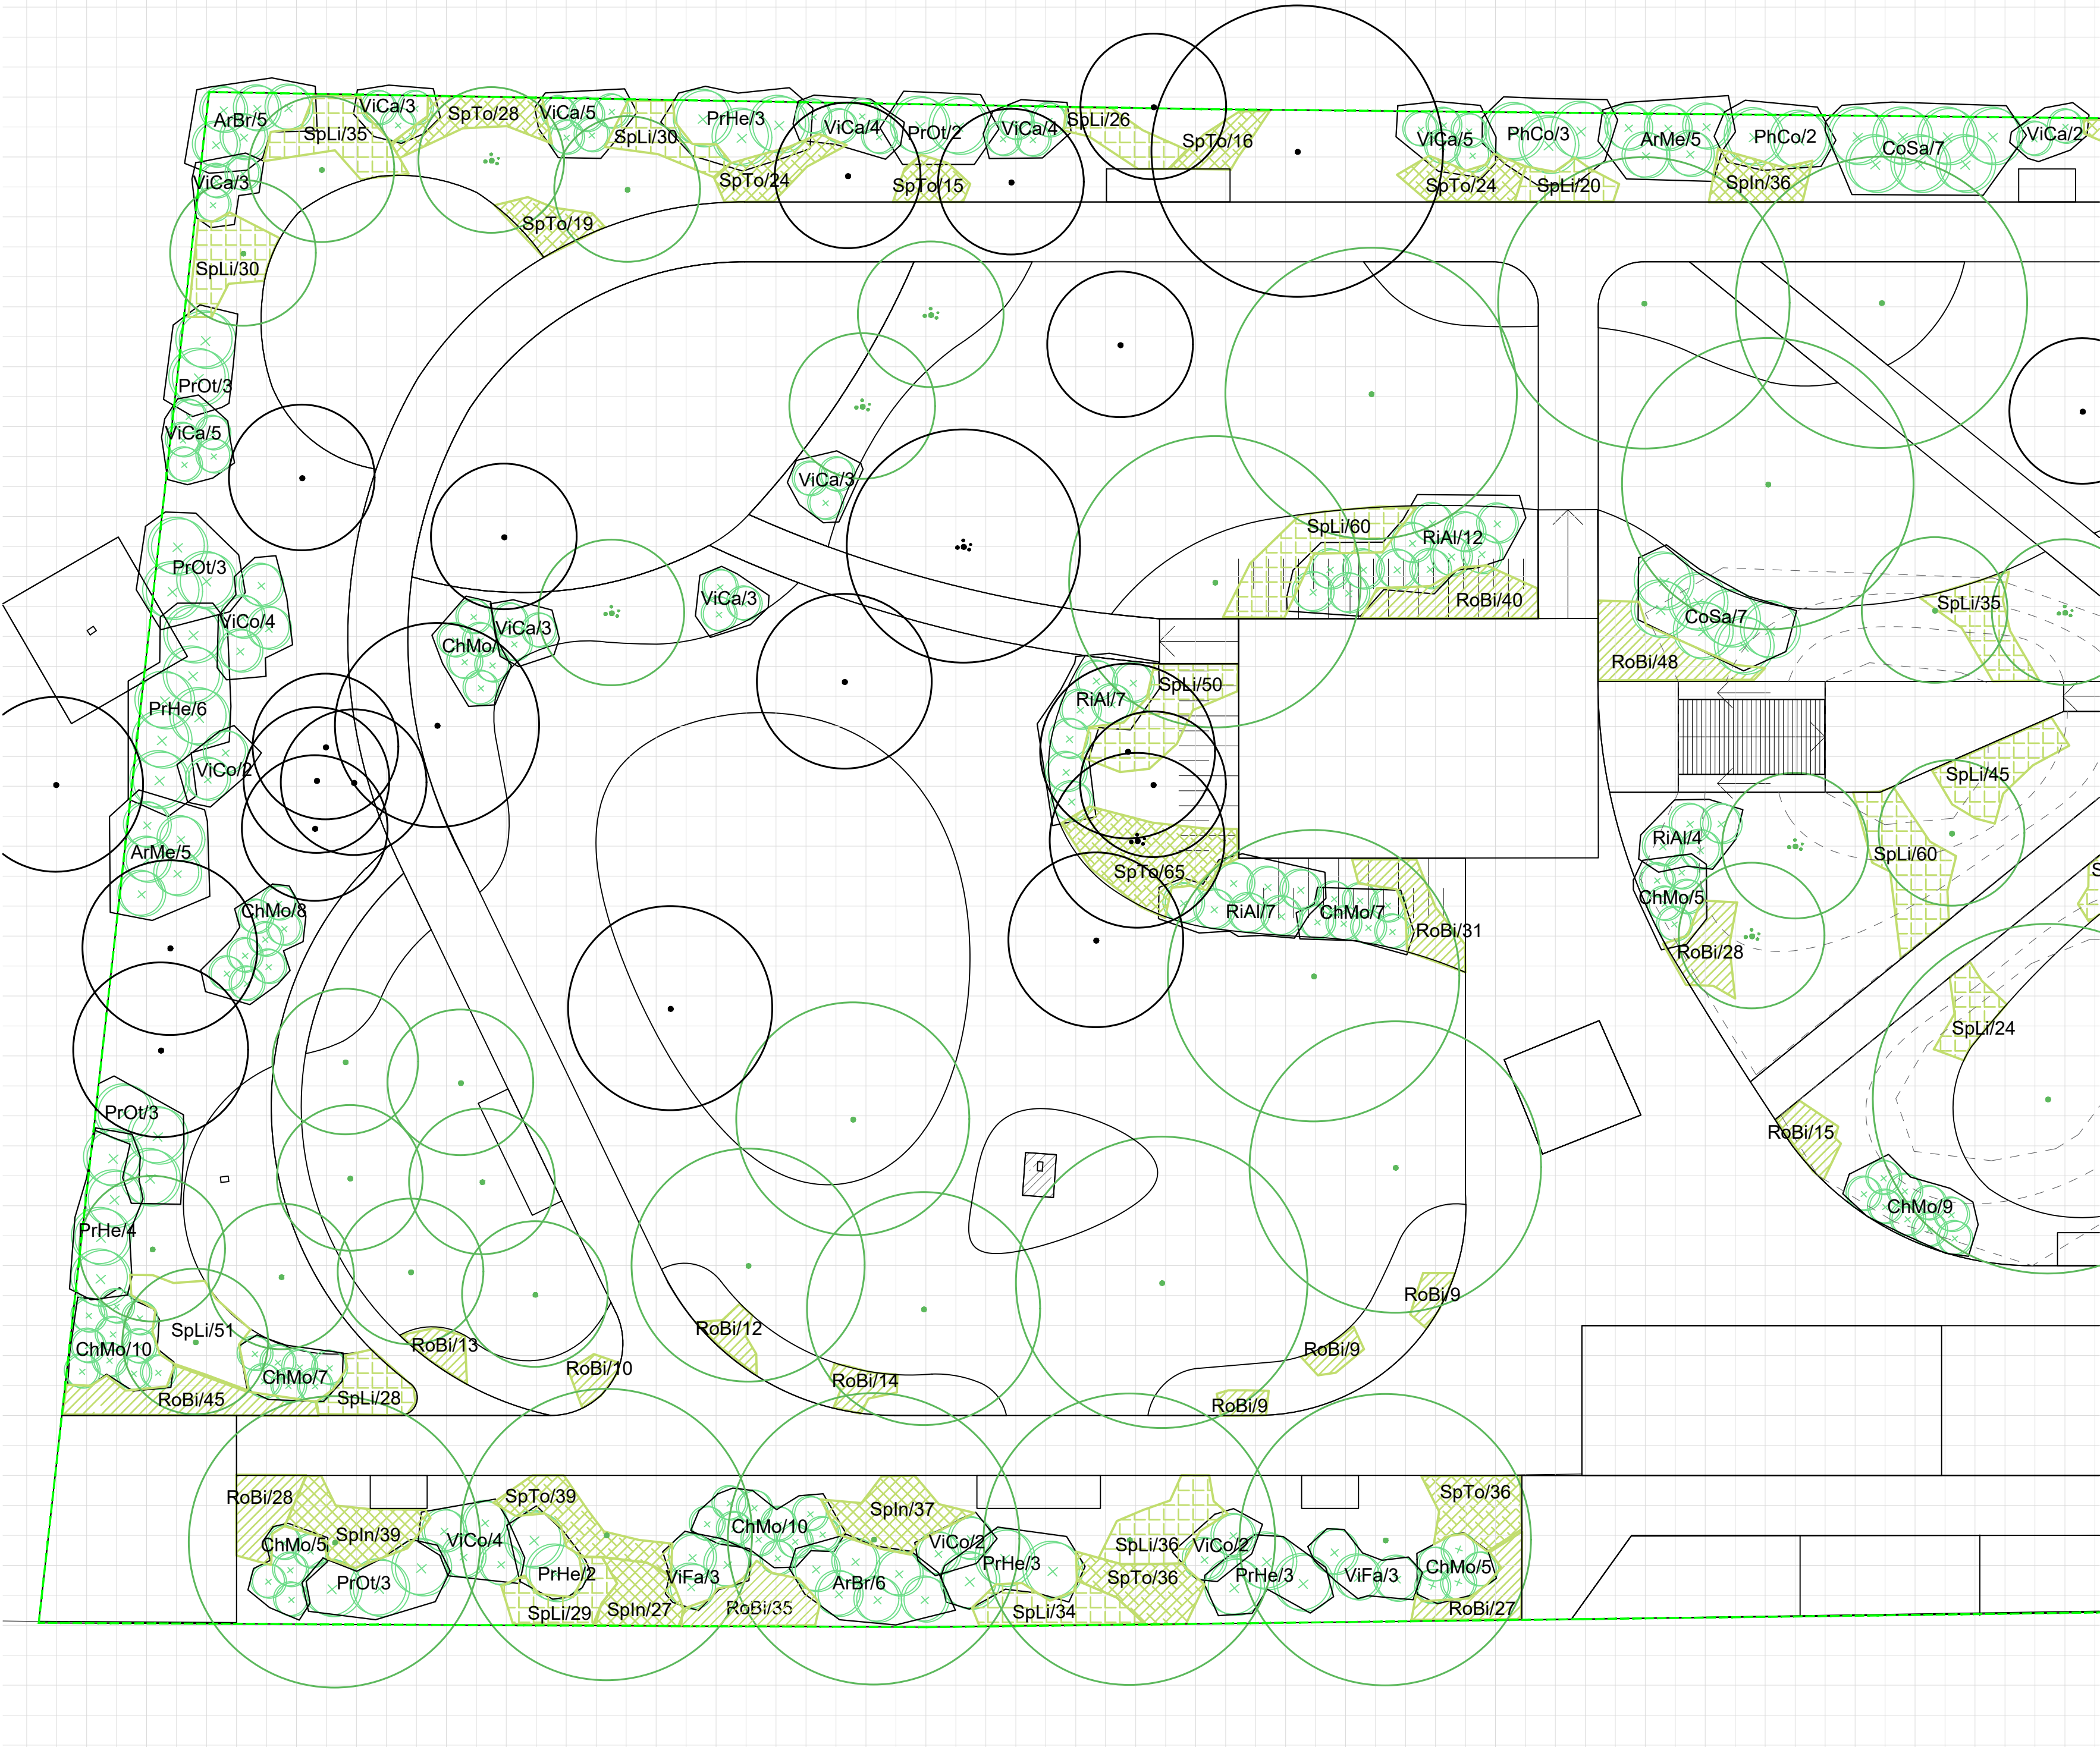 ArBr/5
SpLi/35
ViCa/3
SpTo/28
ViCa/5
SpLi/30
PrHe/3
SpTo/24
ViCa/4
PrOt/2
SpTo/15
ViCa/4
SpLi/26
SpTo/16
ViCa/5
SpTo/24
PhCo/3
SpLi/20
ArMe/5
PhCo/2
SpIn/36
CoSa/7
ViCa/2
ViCa/3
SpTo/19
SpLi/30
PrOt/3
ViCa/5
ViCa/3
SpLi/60
RiAl/12
PrOt/3
ViCo/4
ViCa/3
RoBi/40
SpLi/35
CoSa/7
ChMo/
ViCa/3
RoBi/48
RiAl/7
SpLi/50
PrHe/6
ViCo/2
SpLi/45
ArMe/5
RiAl/4
SpLi/60
SpTo/65
ChMo/8
RiAl/7
ChMo/7
RoBi/31
ChMo/5
RoBi/28
SpLi/24
PrOt/3
RoBi/15
PrHe/4
ChMo/9
RoBi/9
SpLi/51
RoBi/12
RoBi/13
ChMo/10
RoBi/9
RoBi/10
ChMo/7
RoBi/14
RoBi/45
SpLi/28
RoBi/9
RoBi/28
SpTo/39
SpIn/37
SpTo/36
SpIn/39
ChMo/5
ViCo/4
ChMo/10
ViCo/2
SpLi/36
ViCo/2
PrOt/3
PrHe/2
ViFa/3
ArBr/6
PrHe/3
SpTo/36
PrHe/3
ViFa/3
ChMo/5
SpLi/29
SpIn/27
RoBi/35
SpLi/34
RoBi/27